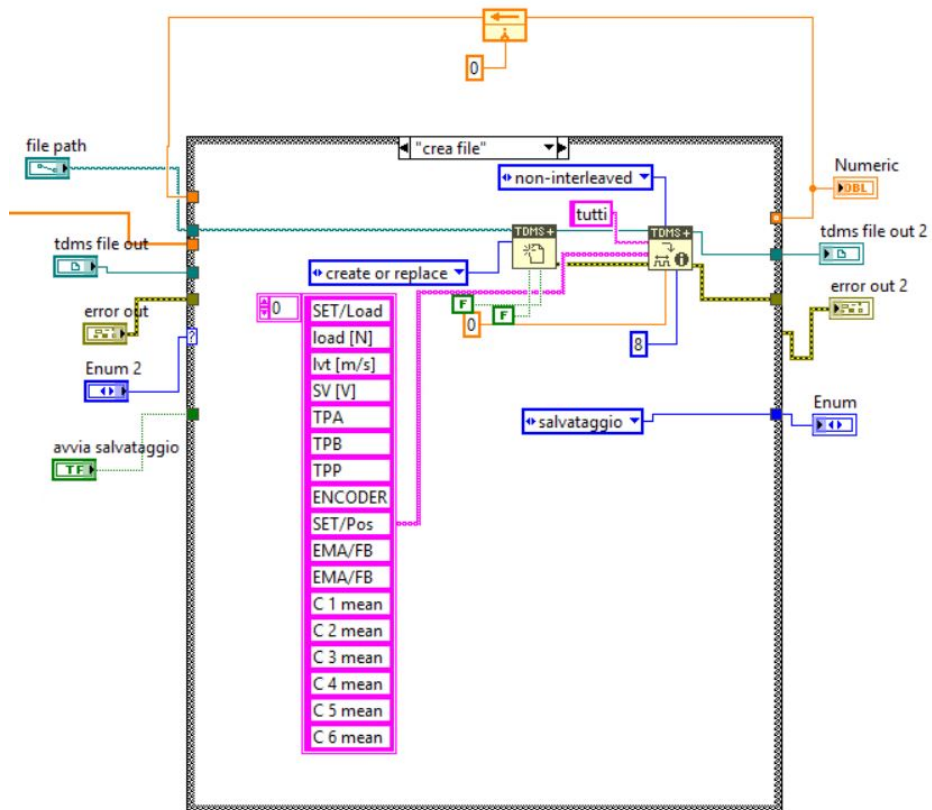 0
"crea file"
file path
non-interleaved
Numeric
DBL
tutti
TDMS+
TDMS+
tdms file out
tdms file out 2
create or replace
error out
error out 2
0
F
F
0
8
?
SET/Load
load [N]
lvt [m/s]
SV [V]
TPA
TPB
TPP
ENCODER
SET/Pos
EMA/FB
EMA/FB
C 1 mean
C 2 mean
C 3 mean
C 4 mean
C 5 mean
C 6 mean
Enum 2
salvataggio
Enum
avvia salvataggio
TF